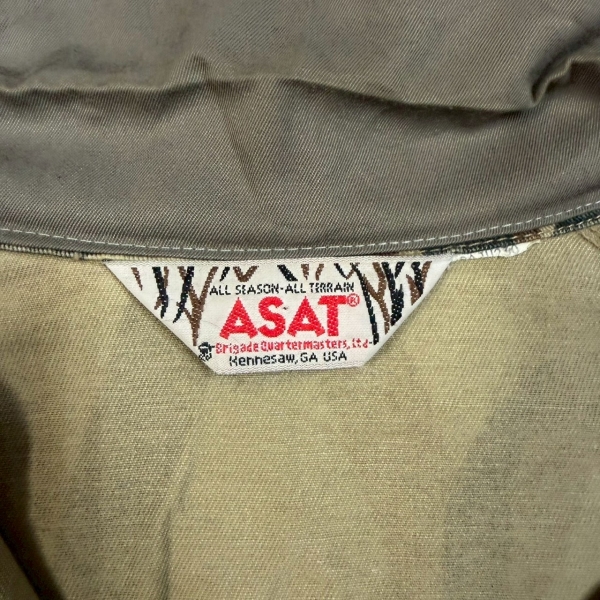 ALL SEASON-ALL TERRAIN
ASAT®
Brigade Quartermasters, Ltd.
Kennesaw, GA USA